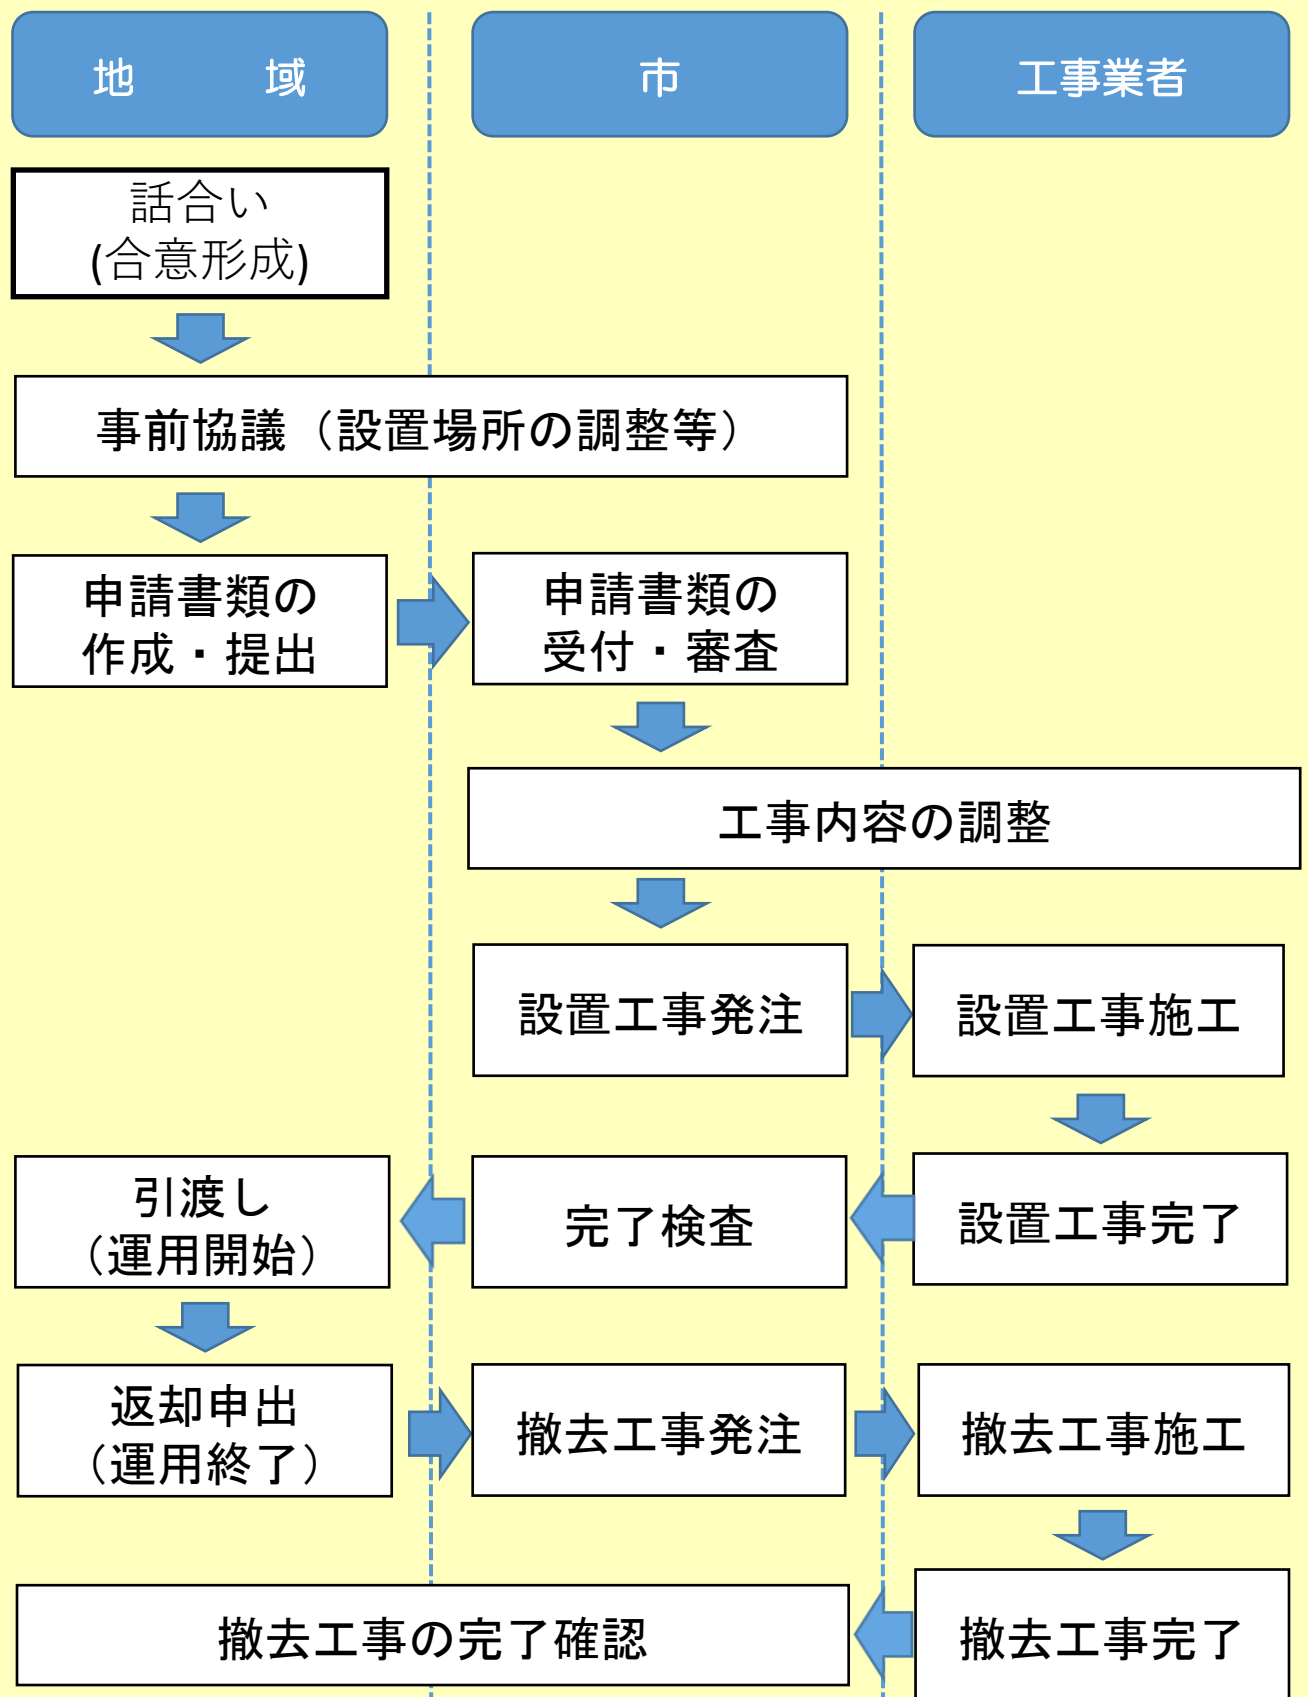 地　域
市
工事業者
話合い
(合意形成)
事前協議（設置場所の調整等）
申請書類の
作成・提出
申請書類の
受付・審査
工事内容の調整
設置工事発注
設置工事施工
引渡し
（運用開始）
完了検査
設置工事完了
返却申出
（運用終了）
撤去工事発注
撤去工事施工
撤去工事の完了確認
撤去工事完了